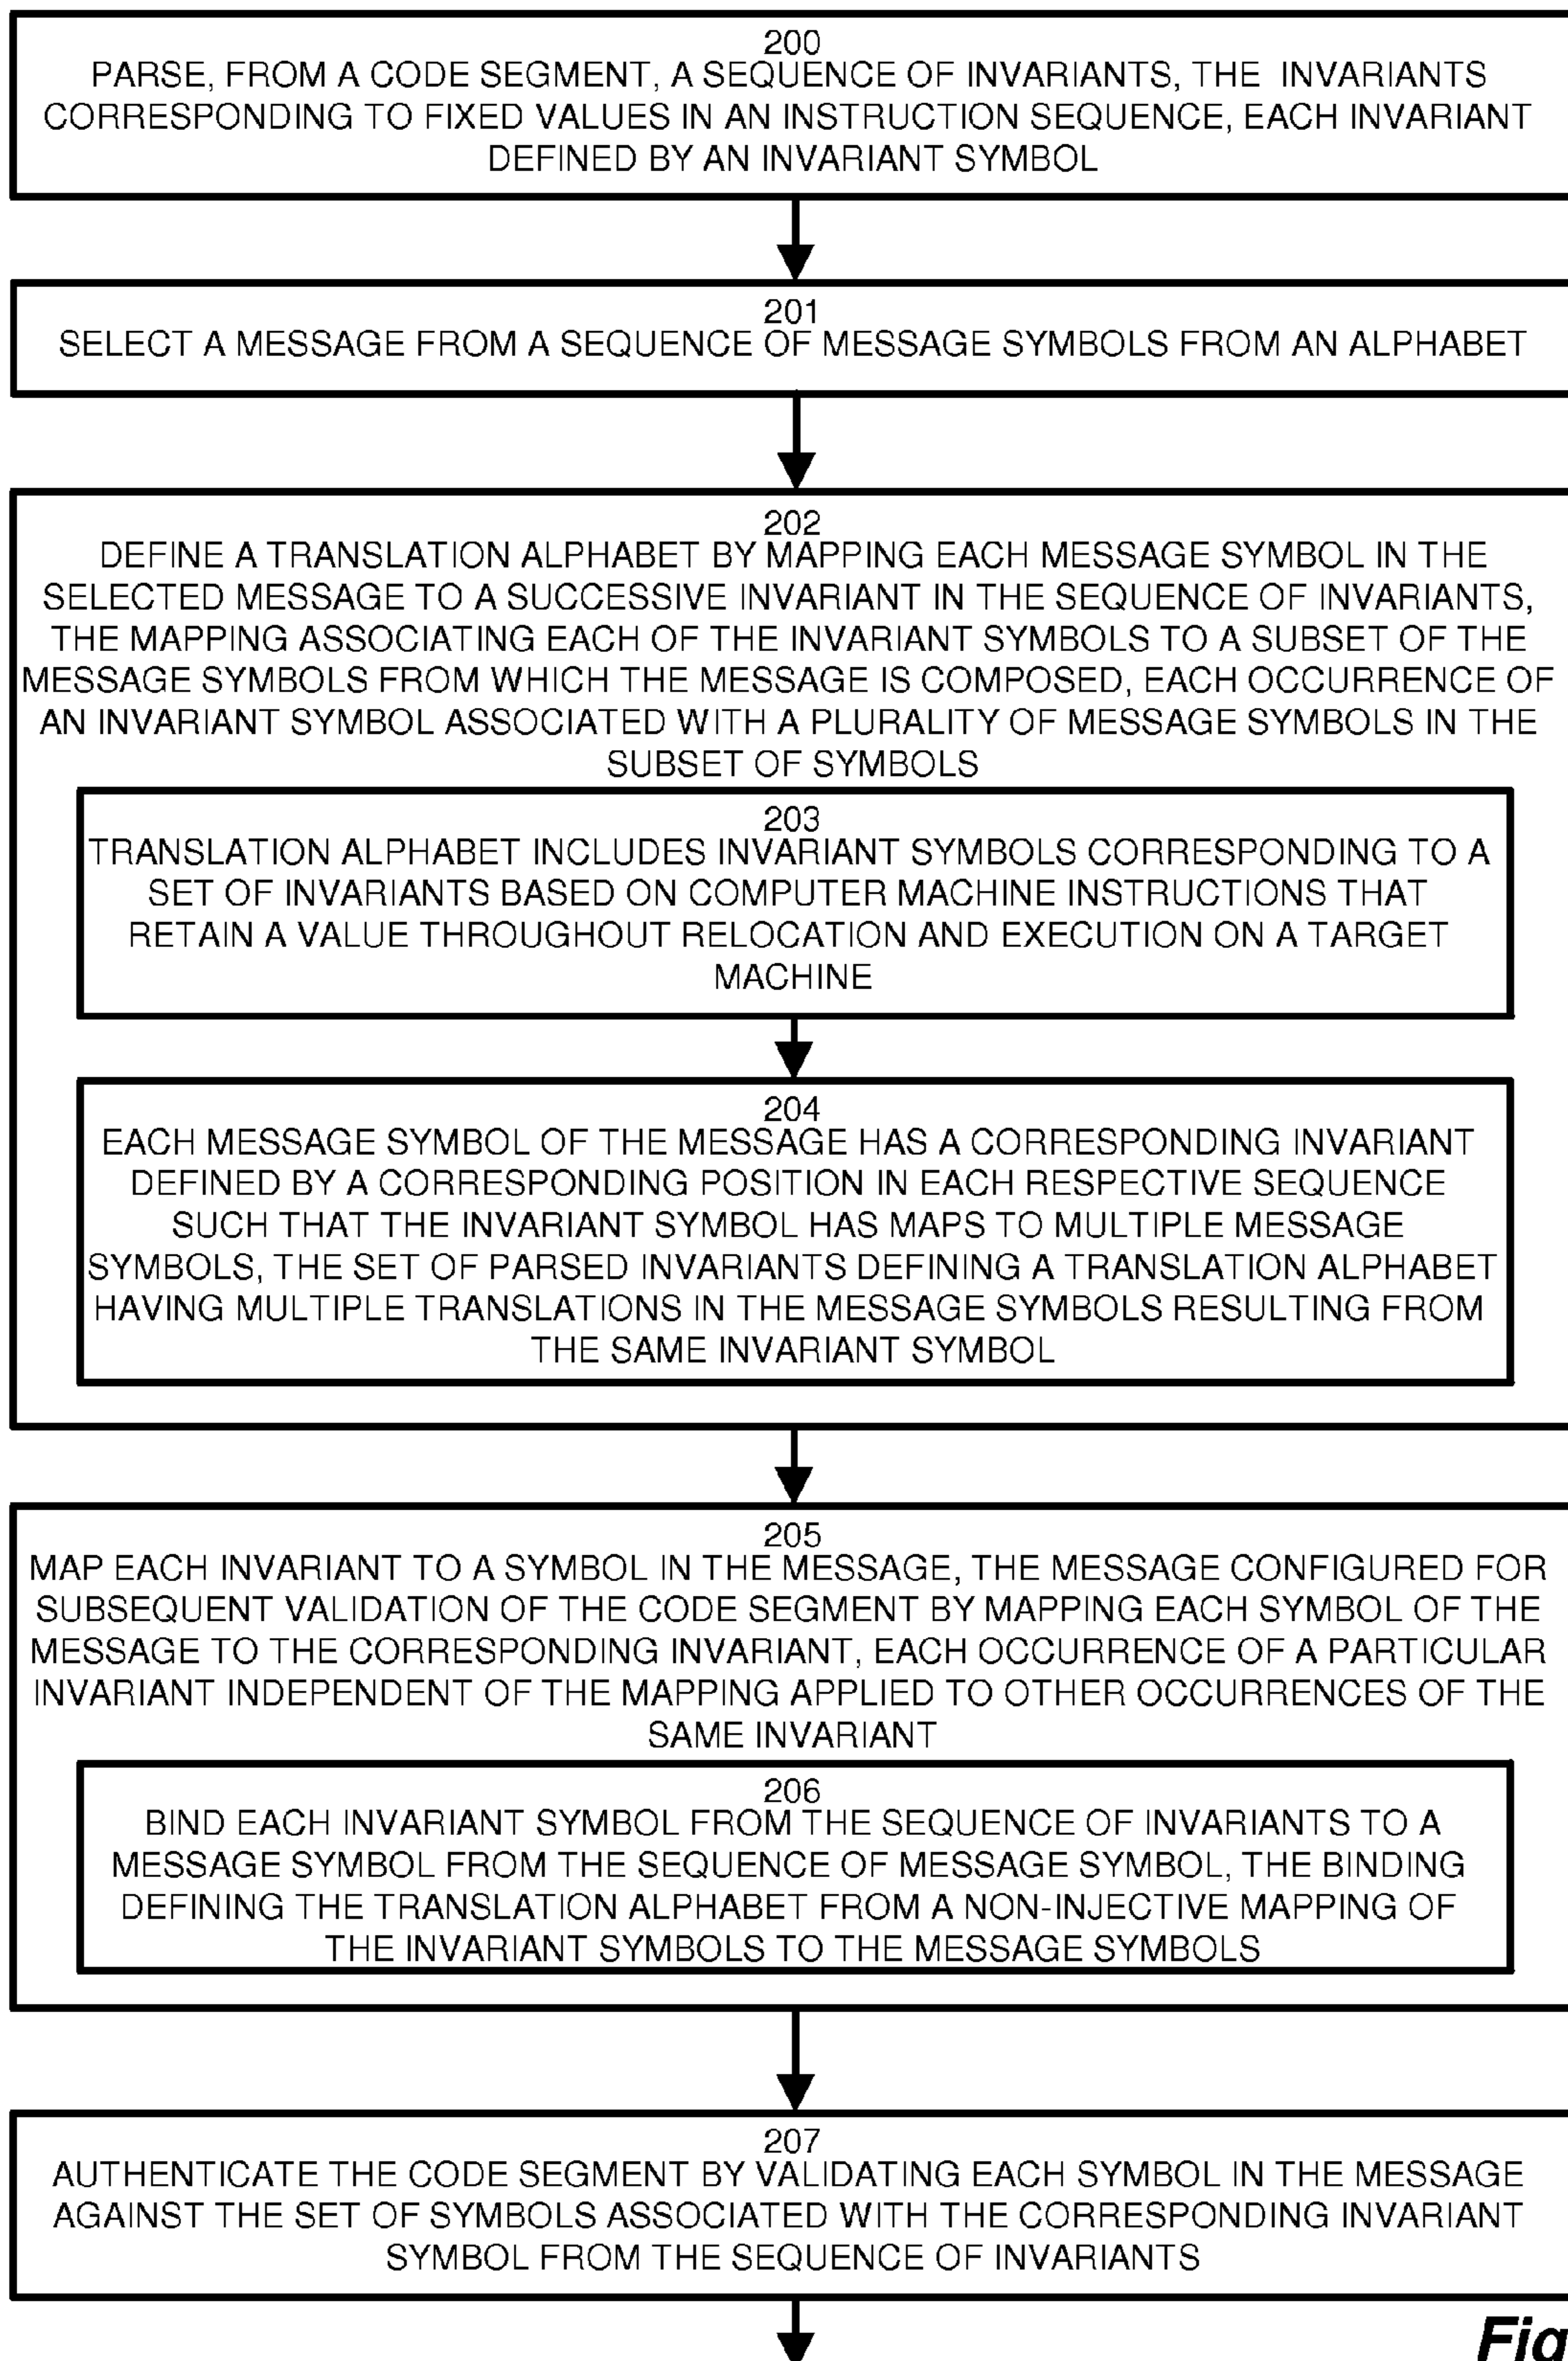 200
PARSE, FROM A CODE SEGMENT, A SEQUENCE OF INVARIANTS, THE INVARIANTS
CORRESPONDING TO FIXED VALUES IN AN INSTRUCTION SEQUENCE, EACH INVARIANT
DEFINED BY AN INVARIANT SYMBOL
201
SELECT A MESSAGE FROM A SEQUENCE OF MESSAGE SYMBOLS FROM AN ALPHABET
202
DEFINE A TRANSLATION ALPHABET BY MAPPING EACH MESSAGE SYMBOL IN THE
SELECTED MESSAGE TO A SUCCESSIVE INVARIANT IN THE SEQUENCE OF INVARIANTS,
THE MAPPING ASSOCIATING EACH OF THE INVARIANT SYMBOLS TO A SUBSET OF THE
MESSAGE SYMBOLS FROM WHICH THE MESSAGE IS COMPOSED, EACH OCCURRENCE OF
AN INVARIANT SYMBOL ASSOCIATED WITH A PLURALITY OF MESSAGE SYMBOLS IN THE
SUBSET OF SYMBOLS
203
TRANSLATION ALPHABET INCLUDES INVARIANT SYMBOLS CORRESPONDING TO A
SET OF INVARIANTS BASED ON COMPUTER MACHINE INSTRUCTIONS THAT
RETAIN A VALUE THROUGHOUT RELOCATION AND EXECUTION ON A TARGET
MACHINE
204
EACH MESSAGE SYMBOL OF THE MESSAGE HAS A CORRESPONDING INVARIANT
DEFINED BY A CORRESPONDING POSITION IN EACH RESPECTIVE SEQUENCE
SUCH THAT THE INVARIANT SYMBOL HAS MAPS TO MULTIPLE MESSAGE
SYMBOLS, THE SET OF PARSED INVARIANTS DEFINING A TRANSLATION ALPHABET
HAVING MULTIPLE TRANSLATIONS IN THE MESSAGE SYMBOLS RESULTING FROM
THE SAME INVARIANT SYMBOL
205
MAP EACH INVARIANT TO A SYMBOL IN THE MESSAGE, THE MESSAGE CONFIGURED FOR
SUBSEQUENT VALIDATION OF THE CODE SEGMENT BY MAPPING EACH SYMBOL OF THE
MESSAGE TO THE CORRESPONDING INVARIANT, EACH OCCURRENCE OF A PARTICULAR
INVARIANT INDEPENDENT OF THE MAPPING APPLIED TO OTHER OCCURRENCES OF THE
SAME INVARIANT
206
BIND EACH INVARIANT SYMBOL FROM THE SEQUENCE OF INVARIANTS TO A
MESSAGE SYMBOL FROM THE SEQUENCE OF MESSAGE SYMBOL, THE BINDING
DEFINING THE TRANSLATION ALPHABET FROM A NON-INJECTIVE MAPPING OF
THE INVARIANT SYMBOLS TO THE MESSAGE SYMBOLS
207
AUTHENTICATE THE CODE SEGMENT BY VALIDATING EACH SYMBOL IN THE MESSAGE
AGAINST THE SET OF SYMBOLS ASSOCIATED WITH THE CORRESPONDING INVARIANT
SYMBOL FROM THE SEQUENCE OF INVARIANTS
Fig